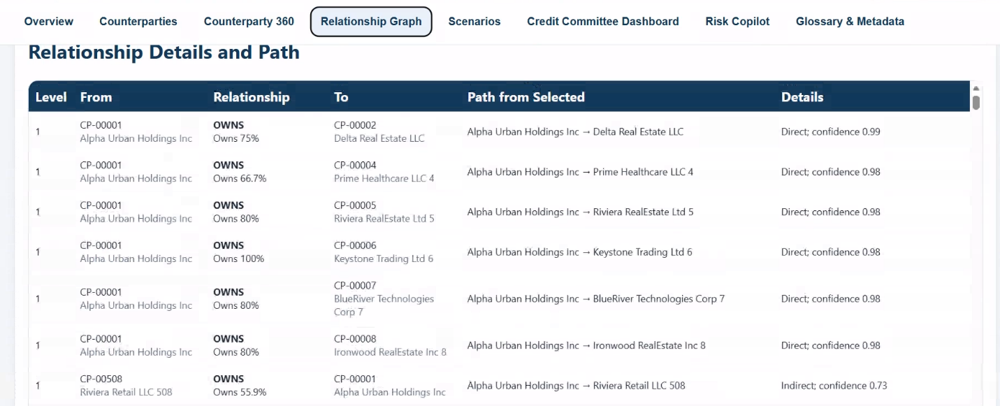 Overview Counterparties Counterparty 360 Relationship Graph Scenarios Credit Committee Dashboard Risk Copilot Glossary & Metadata
Relationship Details and Path
Level From Relationship To Path from Selected Details
1 CP-00001 OWNS CP-00002 Alpha Urban Holdings Inc → Delta Real Estate LLC Direct; confidence 0.99
Alpha Urban Holdings Inc Owns 75% Delta Real Estate LLC
1 CP-00001 OWNS CP-00004 Alpha Urban Holdings Inc → Prime Healthcare LLC 4 Direct; confidence 0.98
Alpha Urban Holdings Inc Owns 66.7% Prime Healthcare LLC 4
1 CP-00001 OWNS CP-00005 Alpha Urban Holdings Inc → Riviera RealEstate Ltd 5 Direct; confidence 0.98
Alpha Urban Holdings Inc Owns 80% Riviera RealEstate Ltd 5
1 CP-00001 OWNS CP-00006 Alpha Urban Holdings Inc → Keystone Trading Ltd 6 Direct; confidence 0.98
Alpha Urban Holdings Inc Owns 100% Keystone Trading Ltd 6
1 CP-00001 OWNS CP-00007 Alpha Urban Holdings Inc → BlueRiver Technologies Corp 7 Direct; confidence 0.98
Alpha Urban Holdings Inc Owns 80% BlueRiver Technologies
Corp 7
1 CP-00001 OWNS CP-00008 Alpha Urban Holdings Inc → Ironwood RealEstate Inc 8 Direct; confidence 0.98
Alpha Urban Holdings Inc Owns 80% Ironwood RealEstate Inc 8
1 CP-00508 OWNS CP-00001 Alpha Urban Holdings Inc → Riviera Retail LLC 508 Indirect; confidence 0.73
Riviera Retail LLC 508 Owns 55.9% Alpha Urban Holdings Inc